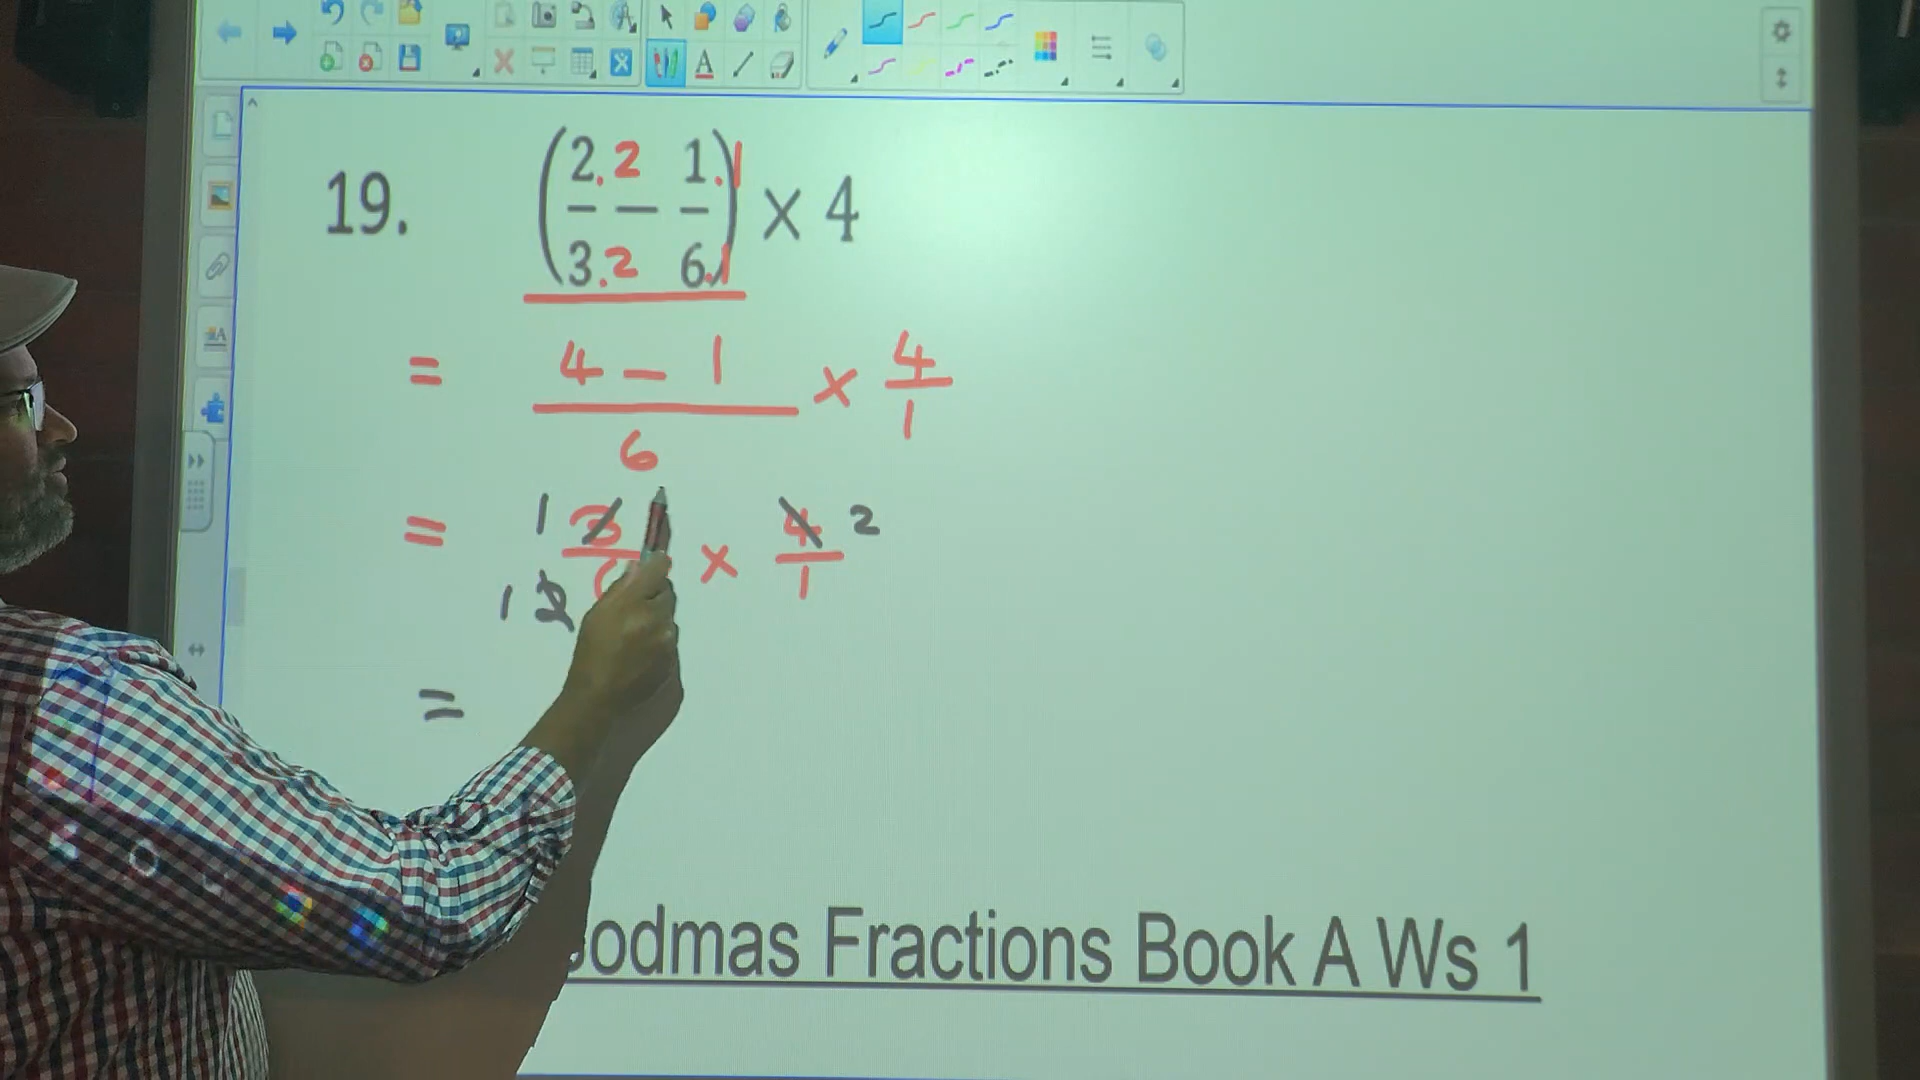 19. (2.2/3.2 − 1.1/6.1) × 4
= 4 − 1/6 × 4/1
= 1 3/ × 4/1 2
1 2
=
odmas Fractions Book A Ws 1